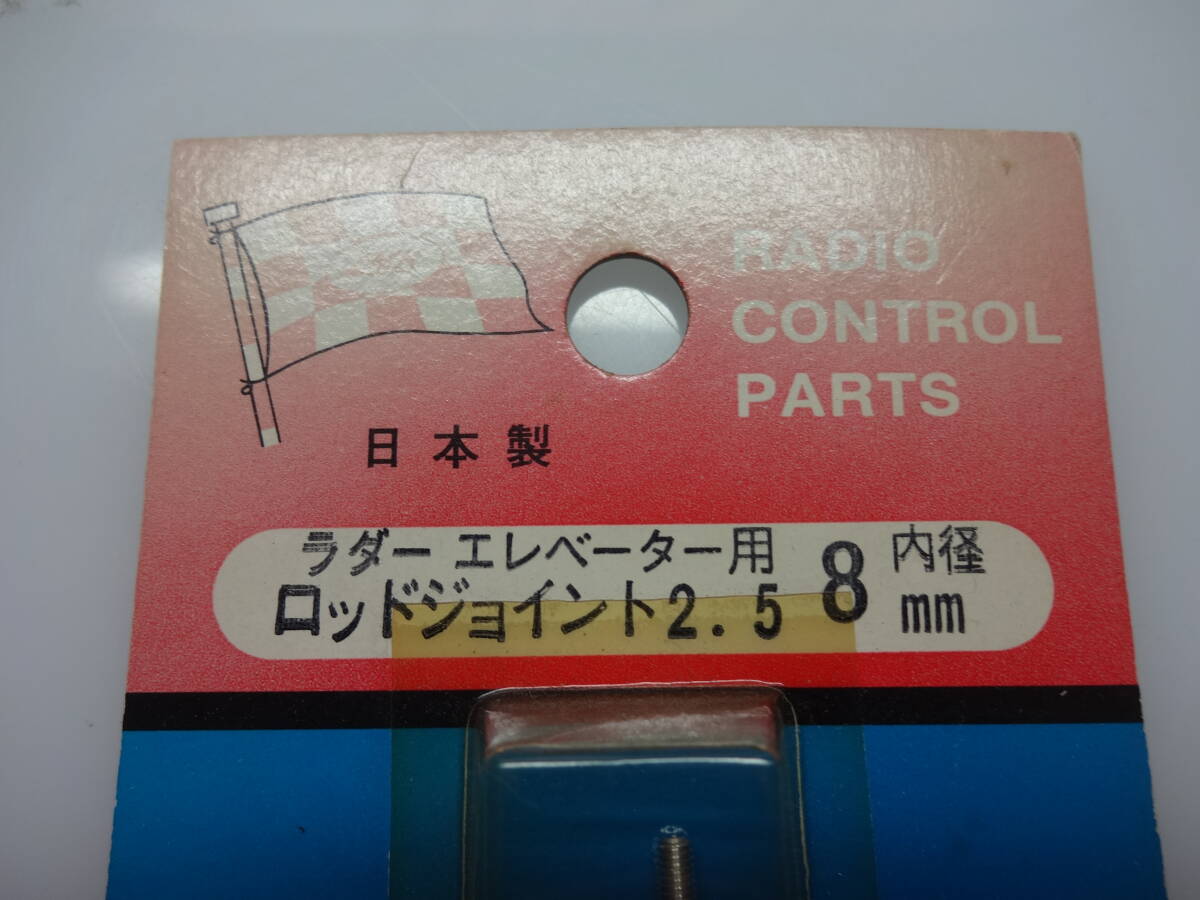 RADIO
CONTROL
PARTS
日本製
ラダー エレベーター用
ロッドジョイント2.5
8 内径
mm